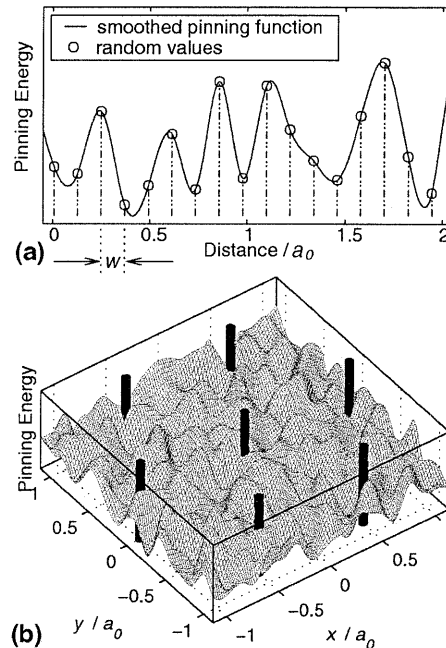 smoothed pinning function
random values
Pinning Energy
0 0.5 1 1.5 2
(a) Distance / a₀
w
Pinning Energy
1 0.5 0 −0.5 −1
−1 −0.5 0 0.5 1
(b) y / a₀ x / a₀